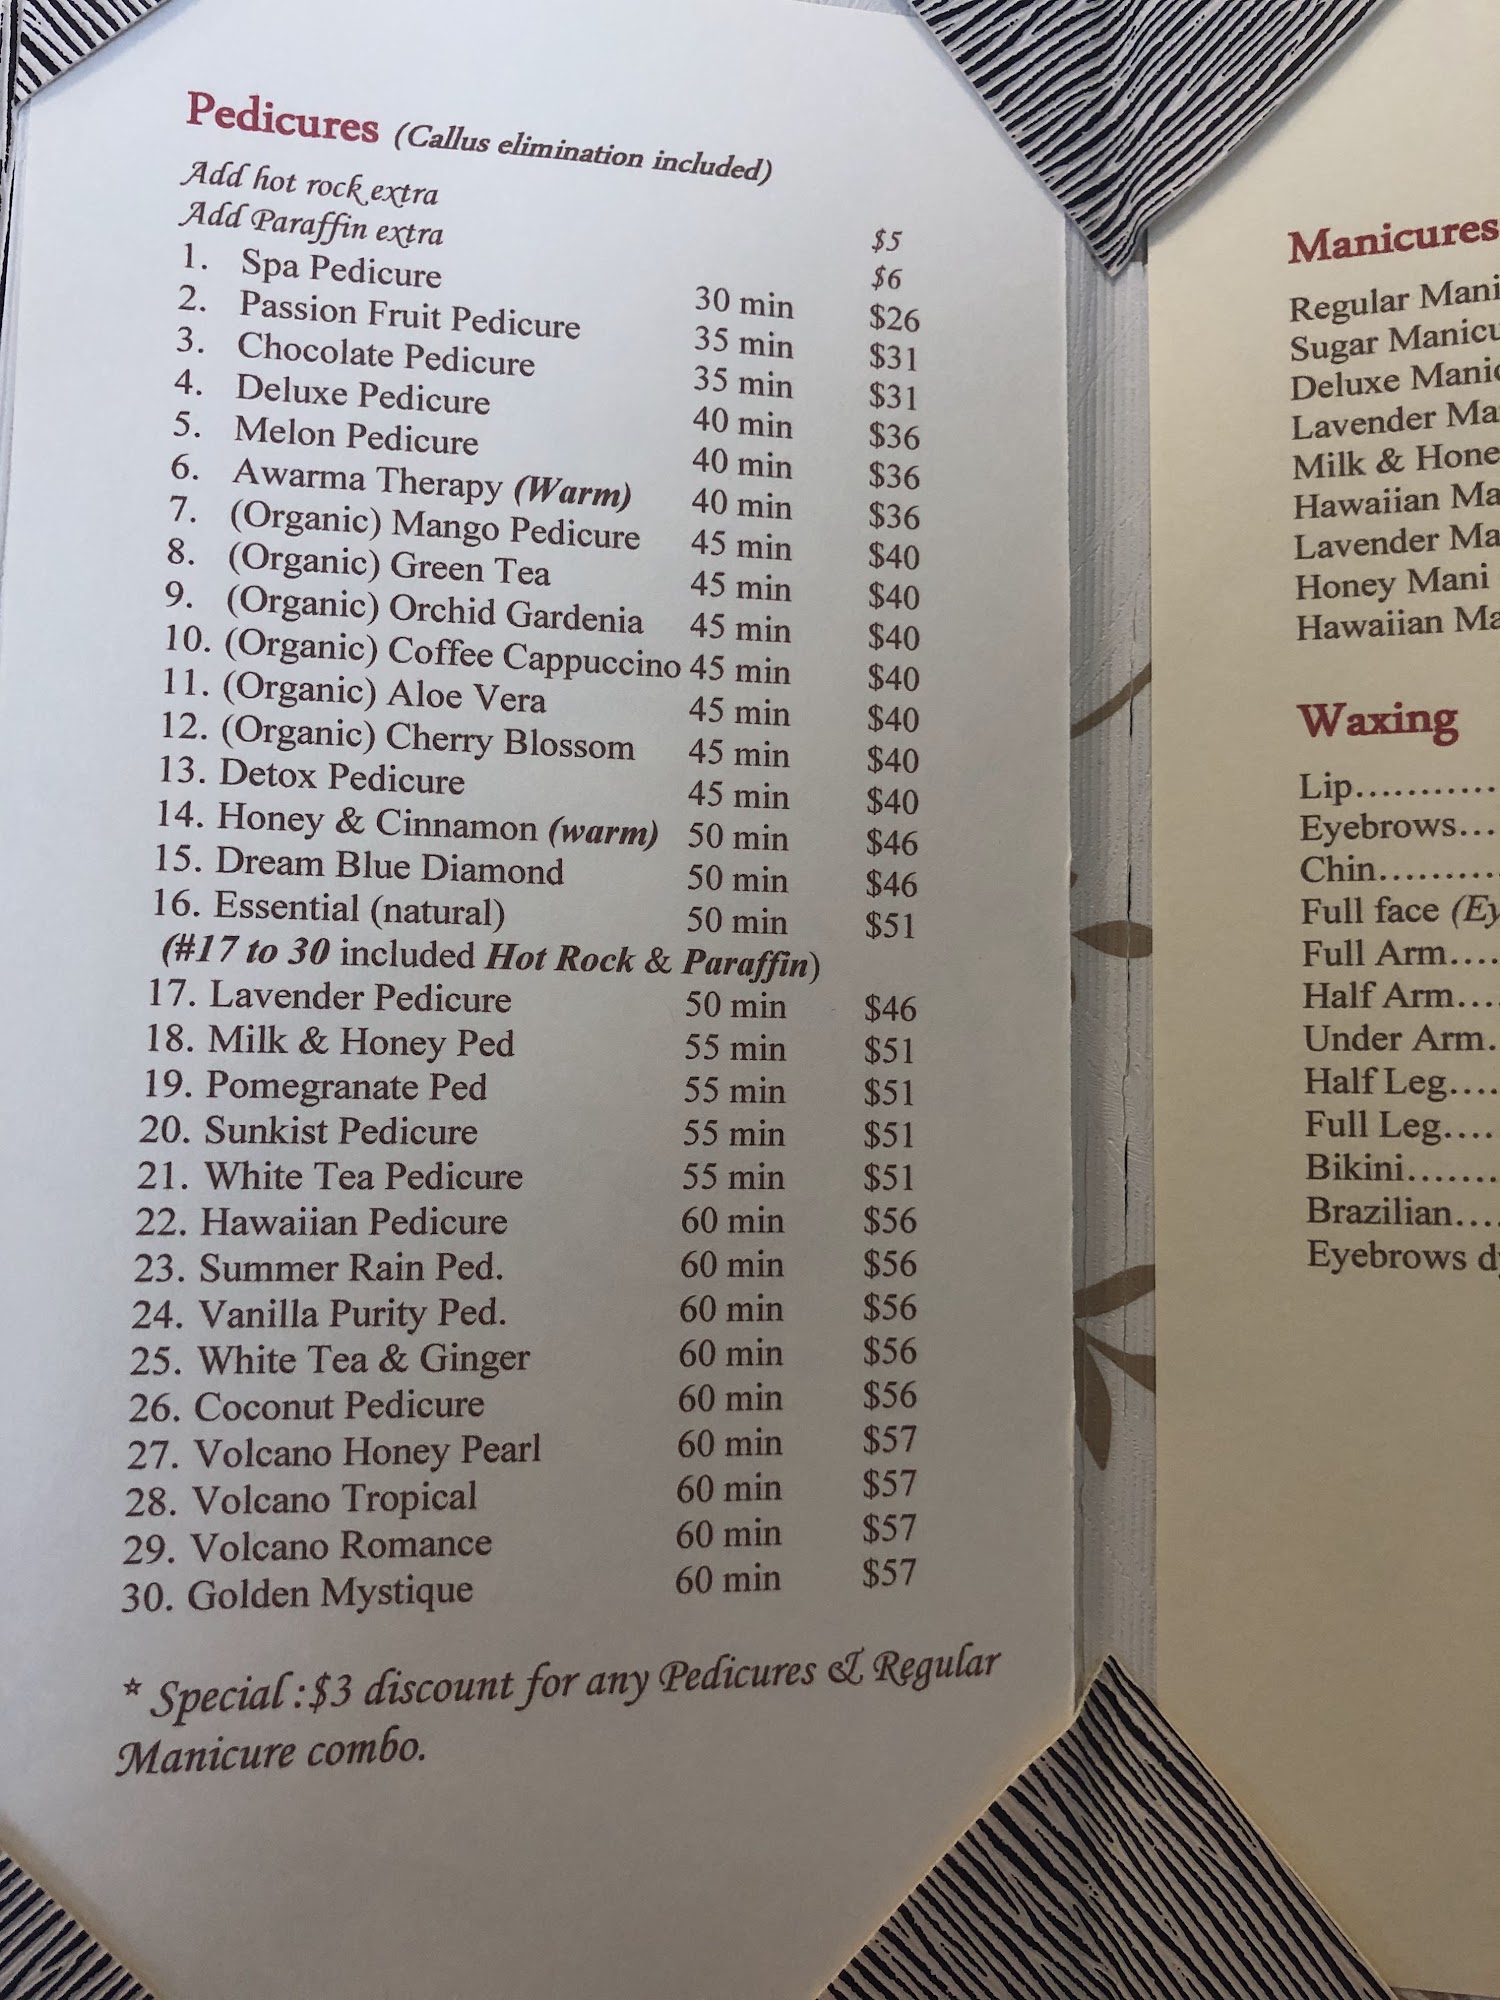 Pedicures (Callus elimination included)
Add hot rock extra $5
Add Paraffin extra $6
1. Spa Pedicure 30 min $26
2. Passion Fruit Pedicure 35 min $31
3. Chocolate Pedicure 35 min $31
4. Deluxe Pedicure 40 min $36
5. Melon Pedicure 40 min $36
6. Awarma Therapy (Warm) 40 min $36
7. (Organic) Mango Pedicure 45 min $40
8. (Organic) Green Tea 45 min $40
9. (Organic) Orchid Gardenia 45 min $40
10. (Organic) Coffee Cappuccino 45 min $40
11. (Organic) Aloe Vera 45 min $40
12. (Organic) Cherry Blossom 45 min $40
13. Detox Pedicure 45 min $40
14. Honey & Cinnamon (warm) 50 min $46
15. Dream Blue Diamond 50 min $46
16. Essential (natural) 50 min $51
(#17 to 30 included Hot Rock & Paraffin)
17. Lavender Pedicure 50 min $46
18. Milk & Honey Ped 55 min $51
19. Pomegranate Ped 55 min $51
20. Sunkist Pedicure 55 min $51
21. White Tea Pedicure 55 min $51
22. Hawaiian Pedicure 60 min $56
23. Summer Rain Ped. 60 min $56
24. Vanilla Purity Ped. 60 min $56
25. White Tea & Ginger 60 min $56
26. Coconut Pedicure 60 min $56
27. Volcano Honey Pearl 60 min $57
28. Volcano Tropical 60 min $57
29. Volcano Romance 60 min $57
30. Golden Mystique 60 min $57
* Special :$3 discount for any Pedicures & Regular
Manicure combo.
Manicures
Regular Mani
Sugar
Deluxe
Lavender
Milk &
Hawaiian
Lavender
Honey Mani
Hawaiian
Waxing
Lip...........
Eyebrows...
Chin..........
Full face
Full Arm....
Half Arm....
Under Arm.
Half Leg....
Full Leg....
Bikini.......
Brazilian....
Eyebrows